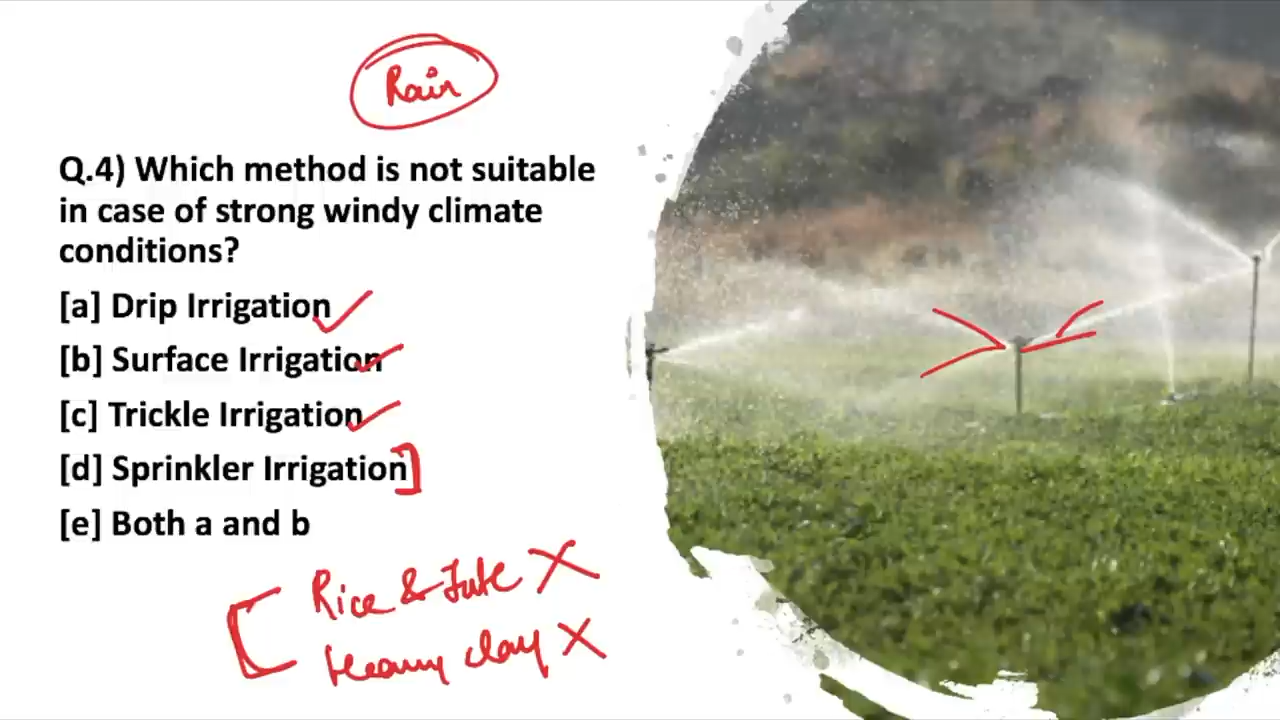 Rain
Q.4) Which method is not suitable
in case of strong windy climate
conditions?
[a] Drip Irrigation
[b] Surface Irrigation
[c] Trickle Irrigation
[d] Sprinkler Irrigation
[e] Both a and b
Rice & Jute
Heavy clay